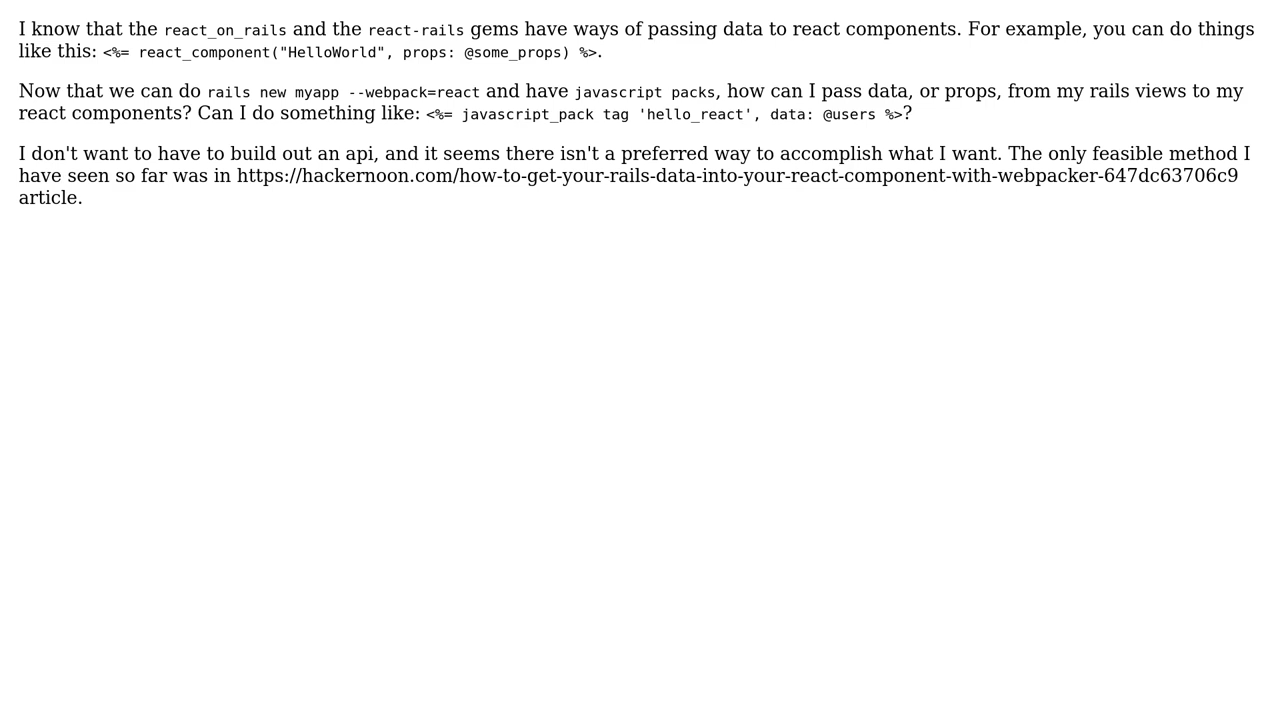 I know that the react_on_rails and the react-rails gems have ways of passing data to react components. For example, you can do things
like this: <%= react_component("HelloWorld", props: @some_props) %>.
Now that we can do rails new myapp --webpack=react and have javascript packs, how can I pass data, or props, from my rails views to my
react components? Can I do something like: <%= javascript_pack tag 'hello_react', data: @users %>?
I don't want to have to build out an api, and it seems there isn't a preferred way to accomplish what I want. The only feasible method I
have seen so far was in https://hackernoon.com/how-to-get-your-rails-data-into-your-react-component-with-webpacker-647dc63706c9
article.